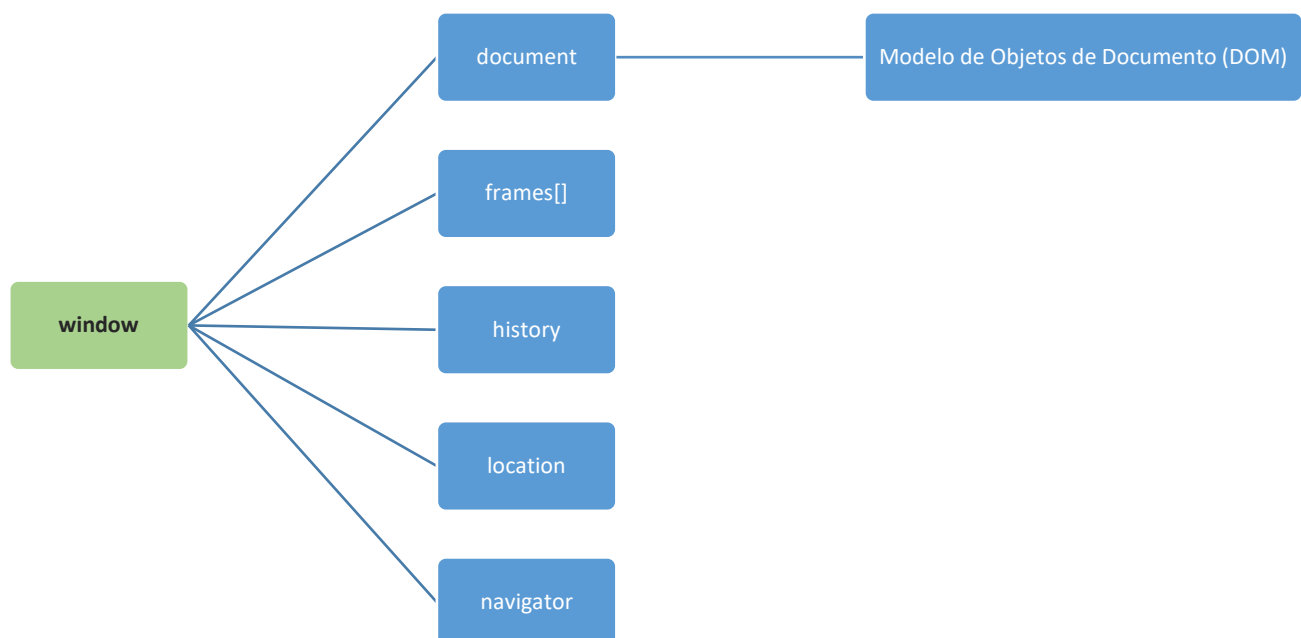 document
Modelo de Objetos de Documento (DOM)
frames[]
window
history
location
navigator